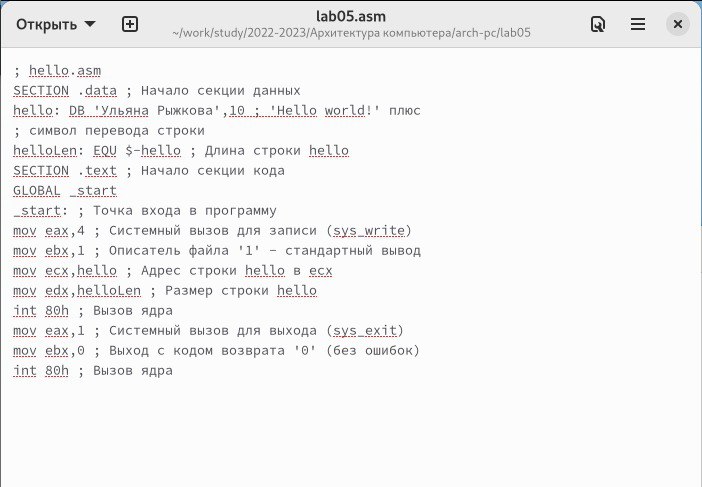 lab05.asm
Открыть
~/work/study/2022-2023/Архитектура компьютера/arch-pc/lab05
; hello.asm
SECTION .data ; Начало секции данных
hello: DB 'Ульяна Рыжкова',10 ; 'Hello world!' плюс
; символ перевода строки
helloLen: EQU $-hello ; Длина строки hello
SECTION .text ; Начало секции кода
GLOBAL _start
_start: ; Точка входа в программу
mov eax,4 ; Системный вызов для записи (sys_write)
mov ebx,1 ; Описатель файла '1' - стандартный вывод
mov ecx,hello ; Адрес строки hello в ecx
mov edx,helloLen ; Размер строки hello
int 80h ; Вызов ядра
mov eax,1 ; Системный вызов для выхода (sys_exit)
mov ebx,0 ; Выход с кодом возврата '0' (без ошибок)
int 80h ; Вызов ядра